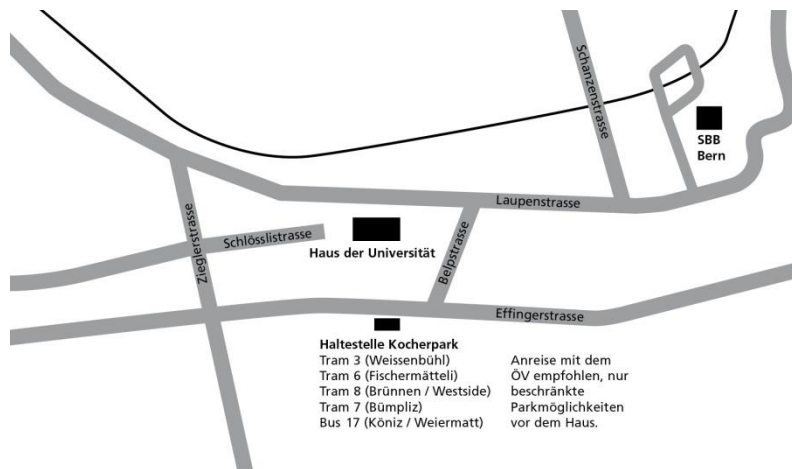 Schanzenstrasse
SBB
Bern
Laupenstrasse
Zieglerstrasse
Schlösslistrasse
Haus der Universität
Belpstrasse
Effingerstrasse
Haltestelle Kocherpark
Tram 3 (Weissenbühl)
Tram 6 (Fischermätteli)
Tram 8 (Brünnen / Westside)
Tram 7 (Bümpliz)
Bus 17 (Köniz / Weiermatt)
Anreise mit dem
ÖV empfohlen, nur
beschränkte
Parkmöglichkeiten
vor dem Haus.